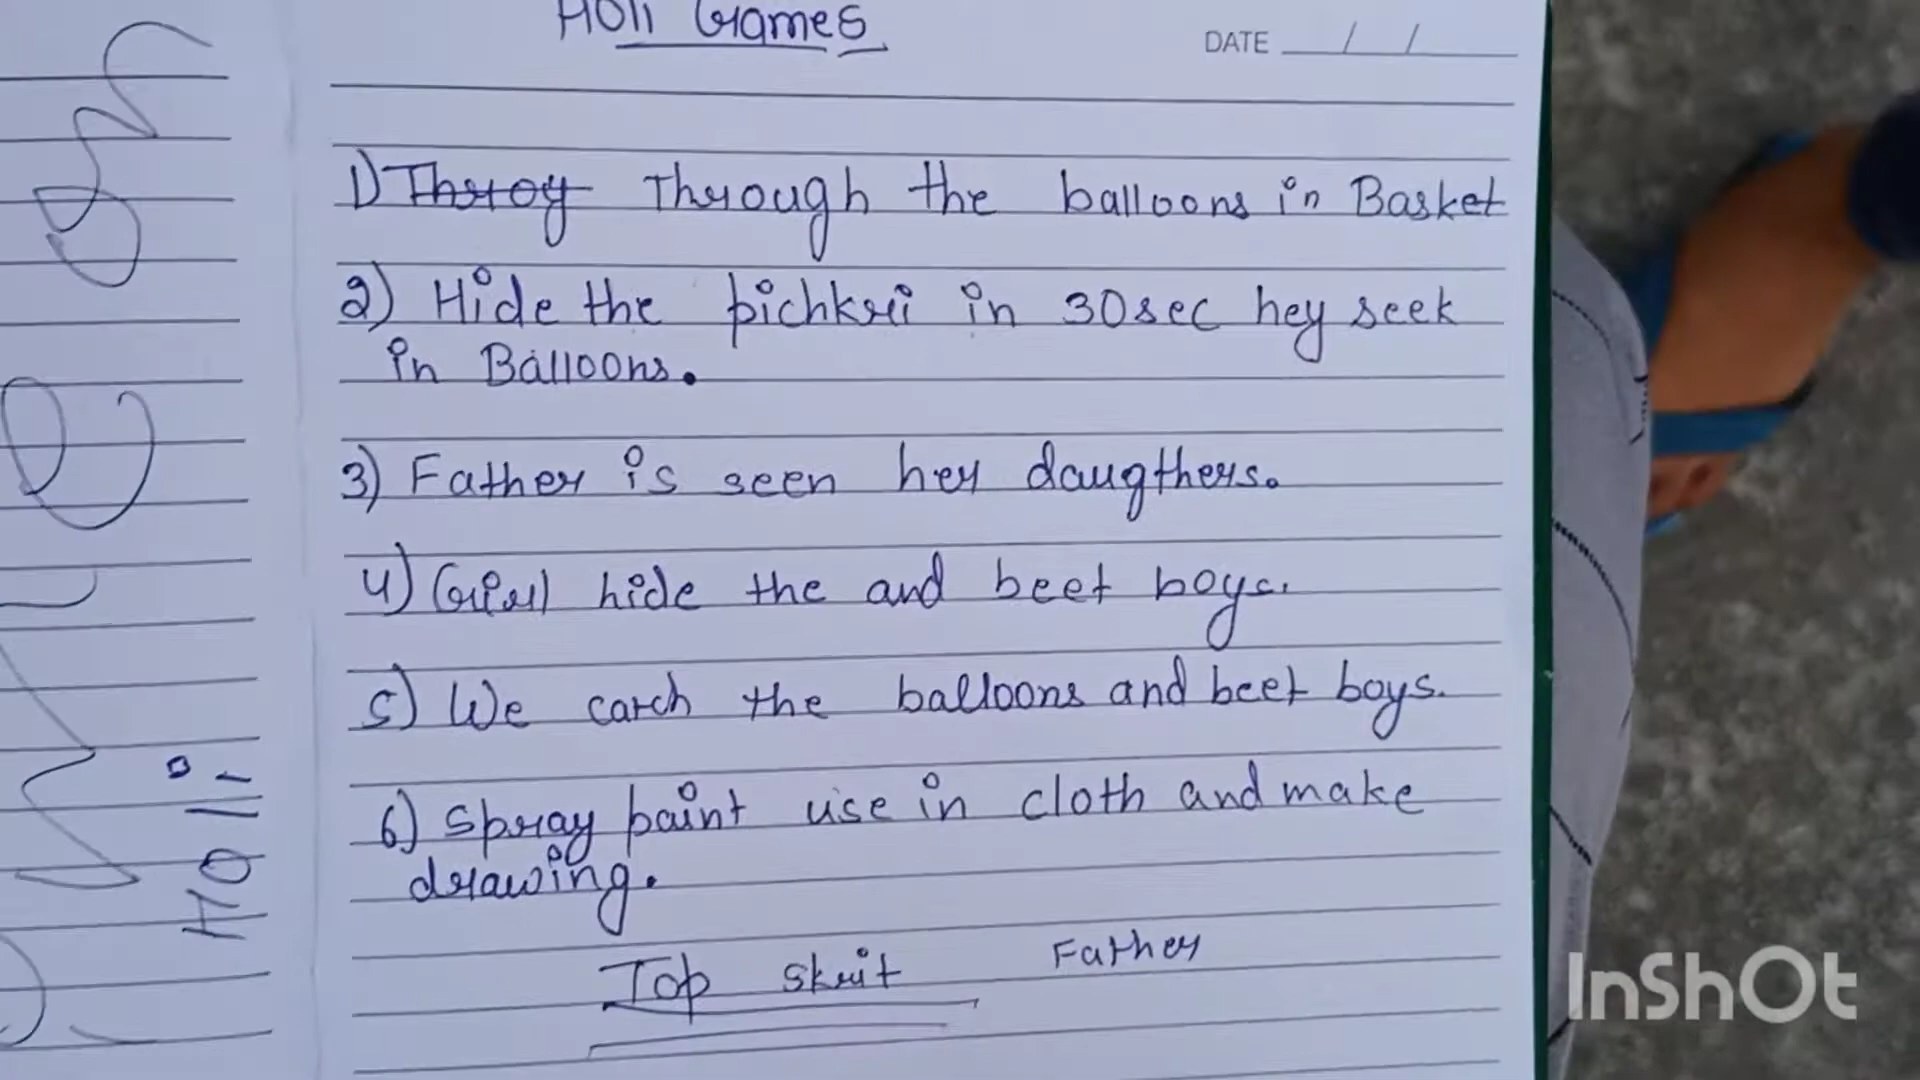 Holi Games
DATE / /
1) Throy Through the balloons in Basket
2) Hide the pichkri in 30sec hey seek
in Balloons.
3) Father is seen her daugthers.
4) Girl hide the and beet boys.
5) We catch the balloons and beet boys.
6) Spray paint use in cloth and make
drawing.
Top Skrit Father
Holi
InShOt